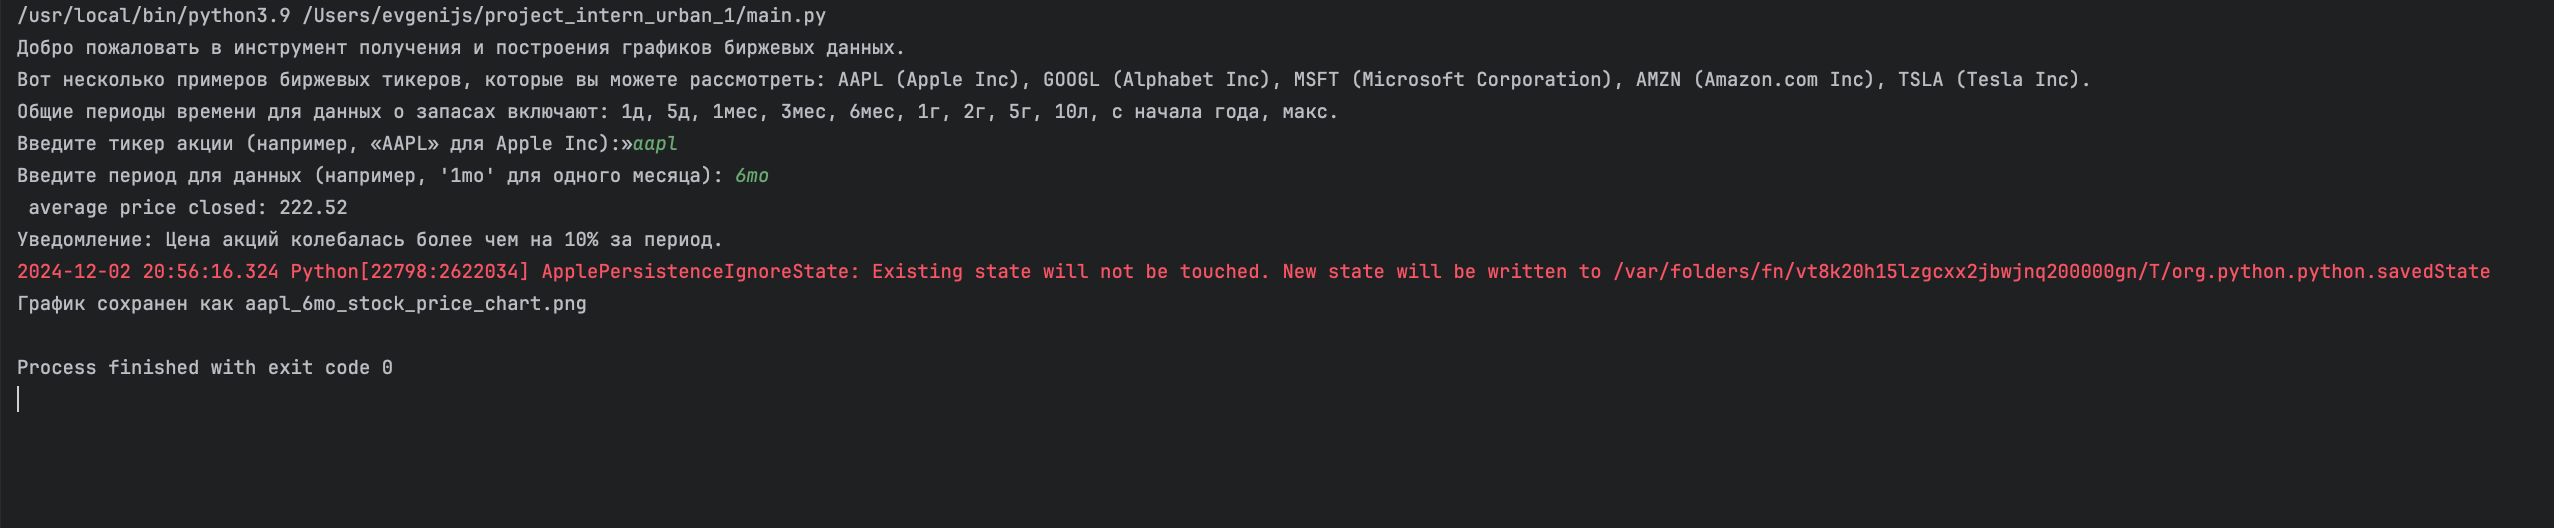 /usr/local/bin/python3.9 /Users/evgenijs/project_intern_urban_1/main.py
Добро пожаловать в инструмент получения и построения графиков биржевых данных.
Вот несколько примеров биржевых тикеров, которые вы можете рассмотреть: AAPL (Apple Inc), GOOGL (Alphabet Inc), MSFT (Microsoft Corporation), AMZN (Amazon.com Inc), TSLA (Tesla Inc).
Общие периоды времени для данных о запасах включают: 1д, 5д, 1мес, 3мес, 6мес, 1г, 2г, 5г, 10л, с начала года, макс.
Введите тикер акции (например, «AAPL» для Apple Inc):»aapl
Введите период для данных (например, '1mo' для одного месяца): 6mo
 average price closed: 222.52
Уведомление: Цена акций колебалась более чем на 10% за период.
2024-12-02 20:56:16.324 Python[22798:2622034] ApplePersistenceIgnoreState: Existing state will not be touched. New state will be written to /var/folders/fn/vt8k20h15lzgcxx2jbwjnq200000gn/T/org.python.python.savedState
График сохранен как aapl_6mo_stock_price_chart.png
Process finished with exit code 0